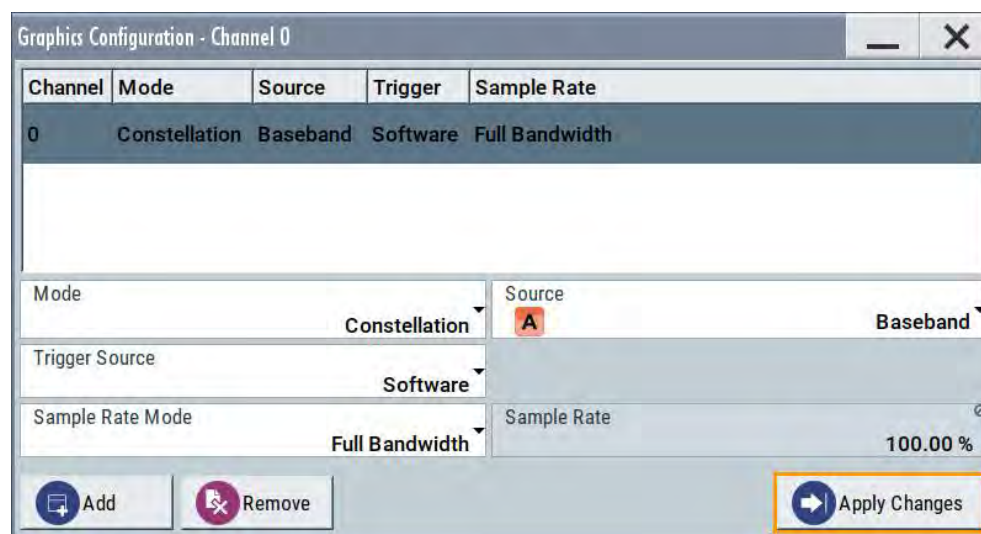 Graphics Configuration - Channel 0
Channel Mode Source Trigger Sample Rate
0 Constellation Baseband Software Full Bandwidth
Mode
Constellation
Source
A Baseband
Trigger Source
Software
Sample Rate Mode
Full Bandwidth
Sample Rate
100.00 %
Add
Remove
Apply Changes